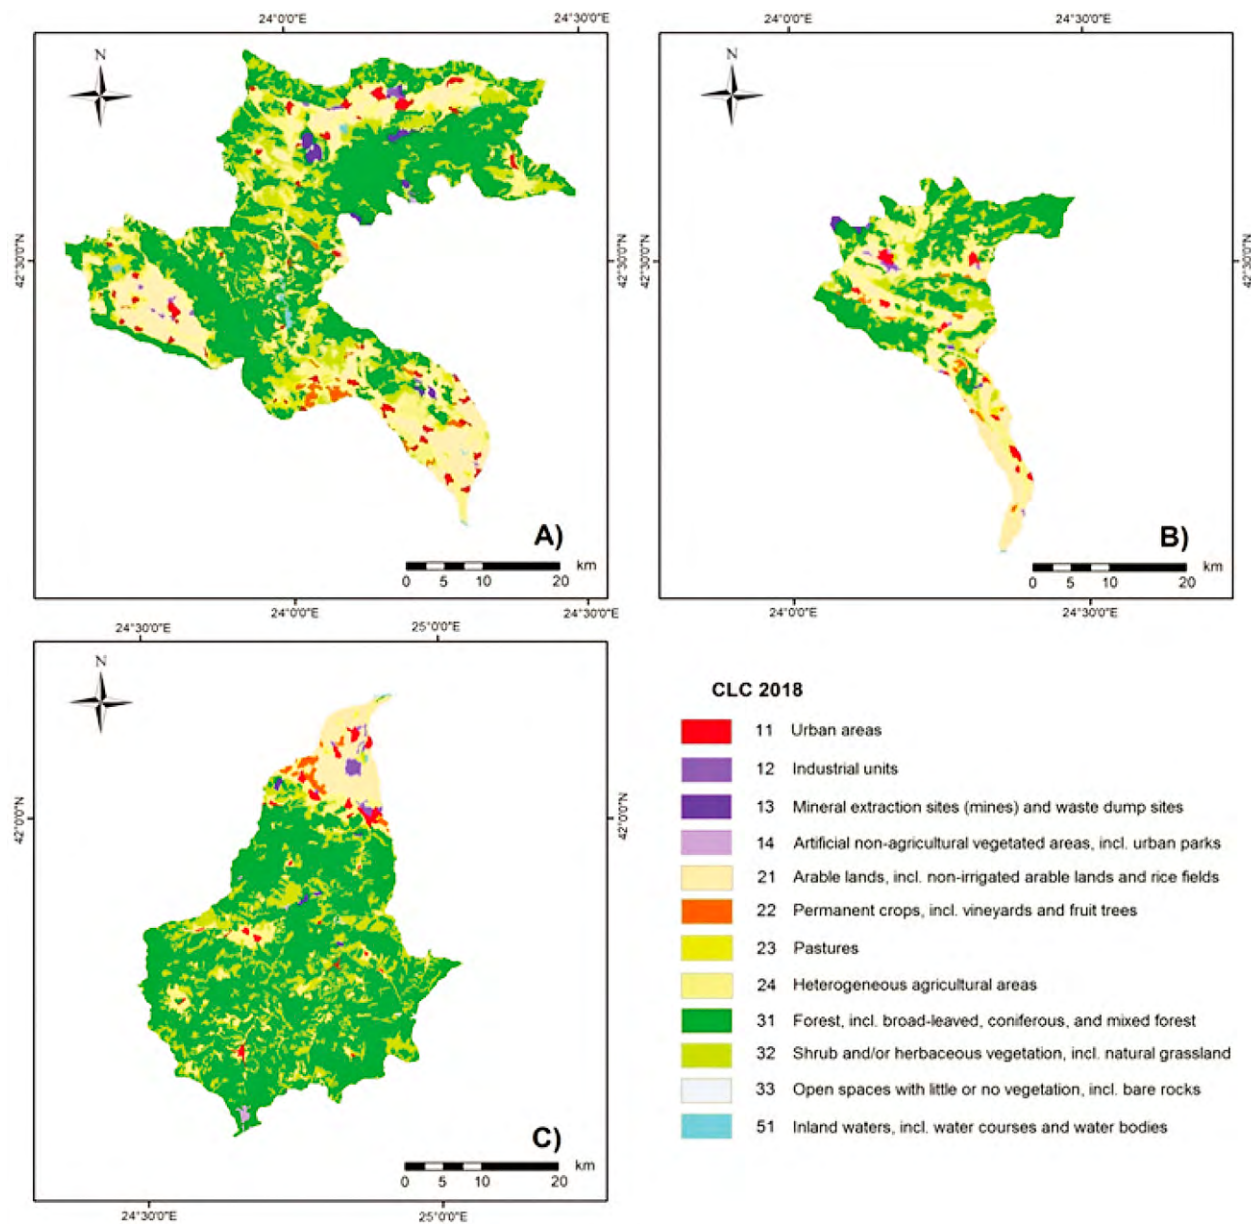 24°0'0"E 24°30'0"E 24°0'0"E 24°30'0"E
N N
42°30'0"N 42°30'0"N 42°30'0"N
A) B)
km km
0 5 10 20 0 5 10 20
24°0'0"E 24°30'0"E 24°0'0"E 24°30'0"E
24°30'0"E 25°0'0"E
N
42°0'0"N 42°0'0"N
C)
km
0 5 10 20
24°30'0"E 25°0'0"E
CLC 2018
11 Urban areas
12 Industrial units
13 Mineral extraction sites (mines) and waste dump sites
14 Artificial non-agricultural vegetated areas, incl. urban parks
21 Arable lands, incl. non-irrigated arable lands and rice fields
22 Permanent crops, incl. vineyards and fruit trees
23 Pastures
24 Heterogeneous agricultural areas
31 Forest, incl. broad-leaved, coniferous, and mixed forest
32 Shrub and/or herbaceous vegetation, incl. natural grassland
33 Open spaces with little or no vegetation, incl. bare rocks
51 Inland waters, incl. water courses and water bodies